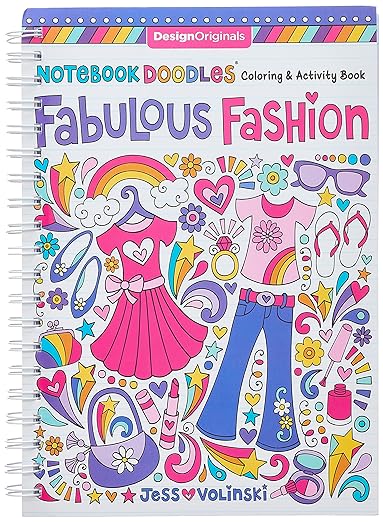 DesignOriginals
NOTEBOOK DOODLES® Coloring & Activity Book
FABULOUS FASHION
JESS VOLINSKI